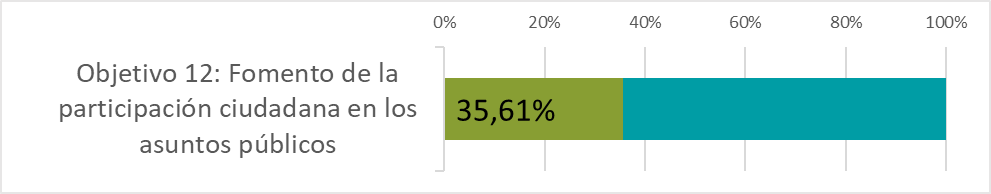 0% 20% 40% 60% 80% 100%
Objetivo 12: Fomento de la
participación ciudadana en los
asuntos públicos
35,61%